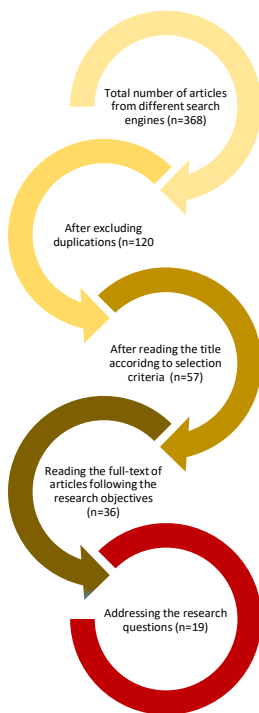 Total number of articles
from different search
engines (n=368)
After excluding
duplications (n=120
After reading the title
accoridng to selection
criteria (n=57)
Reading the full-text of
articles following the
research objectives
(n=36)
Addressing the research
questions (n=19)